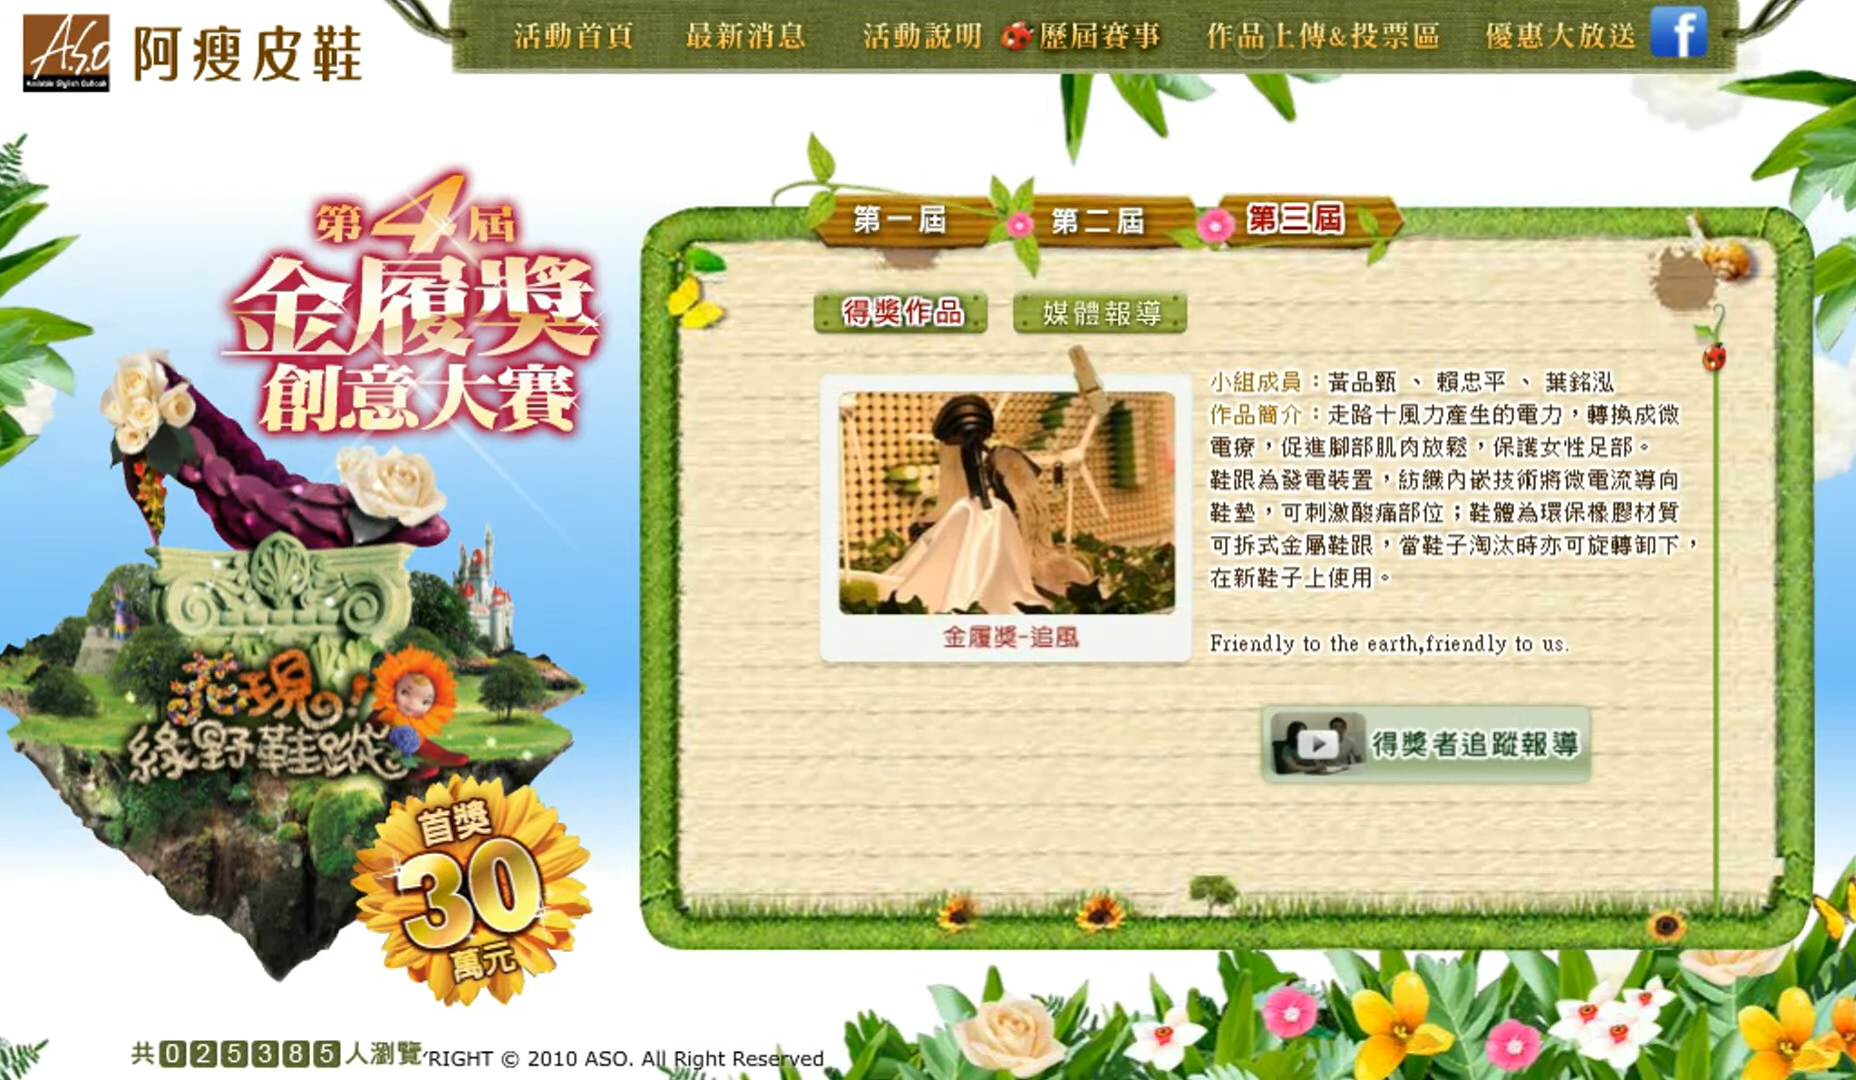 A.S.O
阿瘦皮鞋
活動首頁
最新消息
活動說明
歷屆賽事
作品上傳&投票區
優惠大放送
f
第4屆
金履獎
創意大賽
花現!
綠野鞋蹤
首獎
30
萬元
第一屆
第二屆
第三屆
得獎作品
媒體報導
金履獎-追風
小組成員:黃品甄、賴忠平、葉銘泓
作品簡介:走路十風力產生的電力,轉換成微
電療,促進腳部肌肉放鬆,保護女性足部。
鞋跟為發電裝置,紡織內嵌技術將微電流導向
鞋墊,可刺激酸痛部位;鞋體為環保橡膠材質
可拆式金屬鞋跟,當鞋子淘汰時亦可旋轉卸下,
在新鞋子上使用。
Friendly to the earth,friendly to us.
得獎者追蹤報導
共025385人瀏覽
RIGHT © 2010 ASO. All Right Reserved